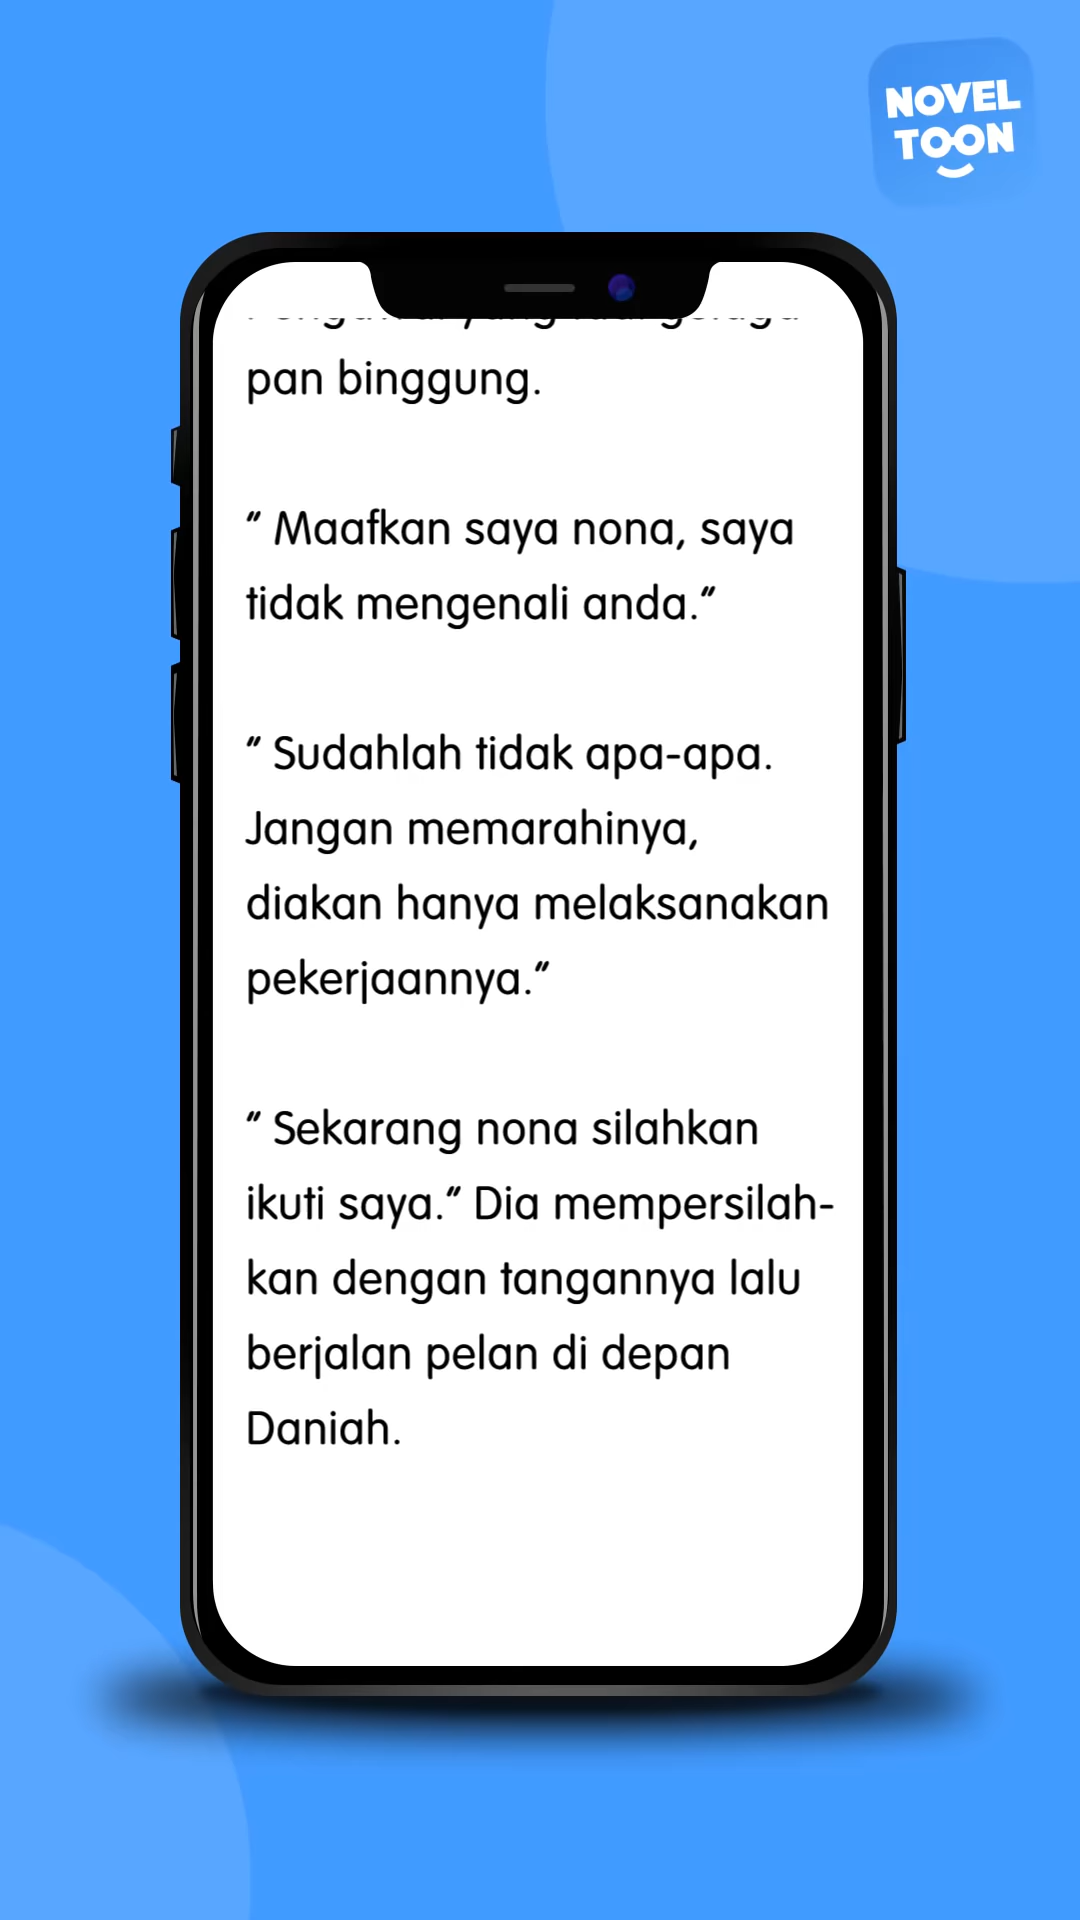 NOVEL
TOON
pan binggung.
“ Maafkan saya nona, saya
tidak mengenali anda.”
“ Sudahlah tidak apa-apa.
Jangan memarahinya,
diakan hanya melaksanakan
pekerjaannya.”
“ Sekarang nona silahkan
ikuti saya.” Dia mempersilah-
kan dengan tangannya lalu
berjalan pelan di depan
Daniah.